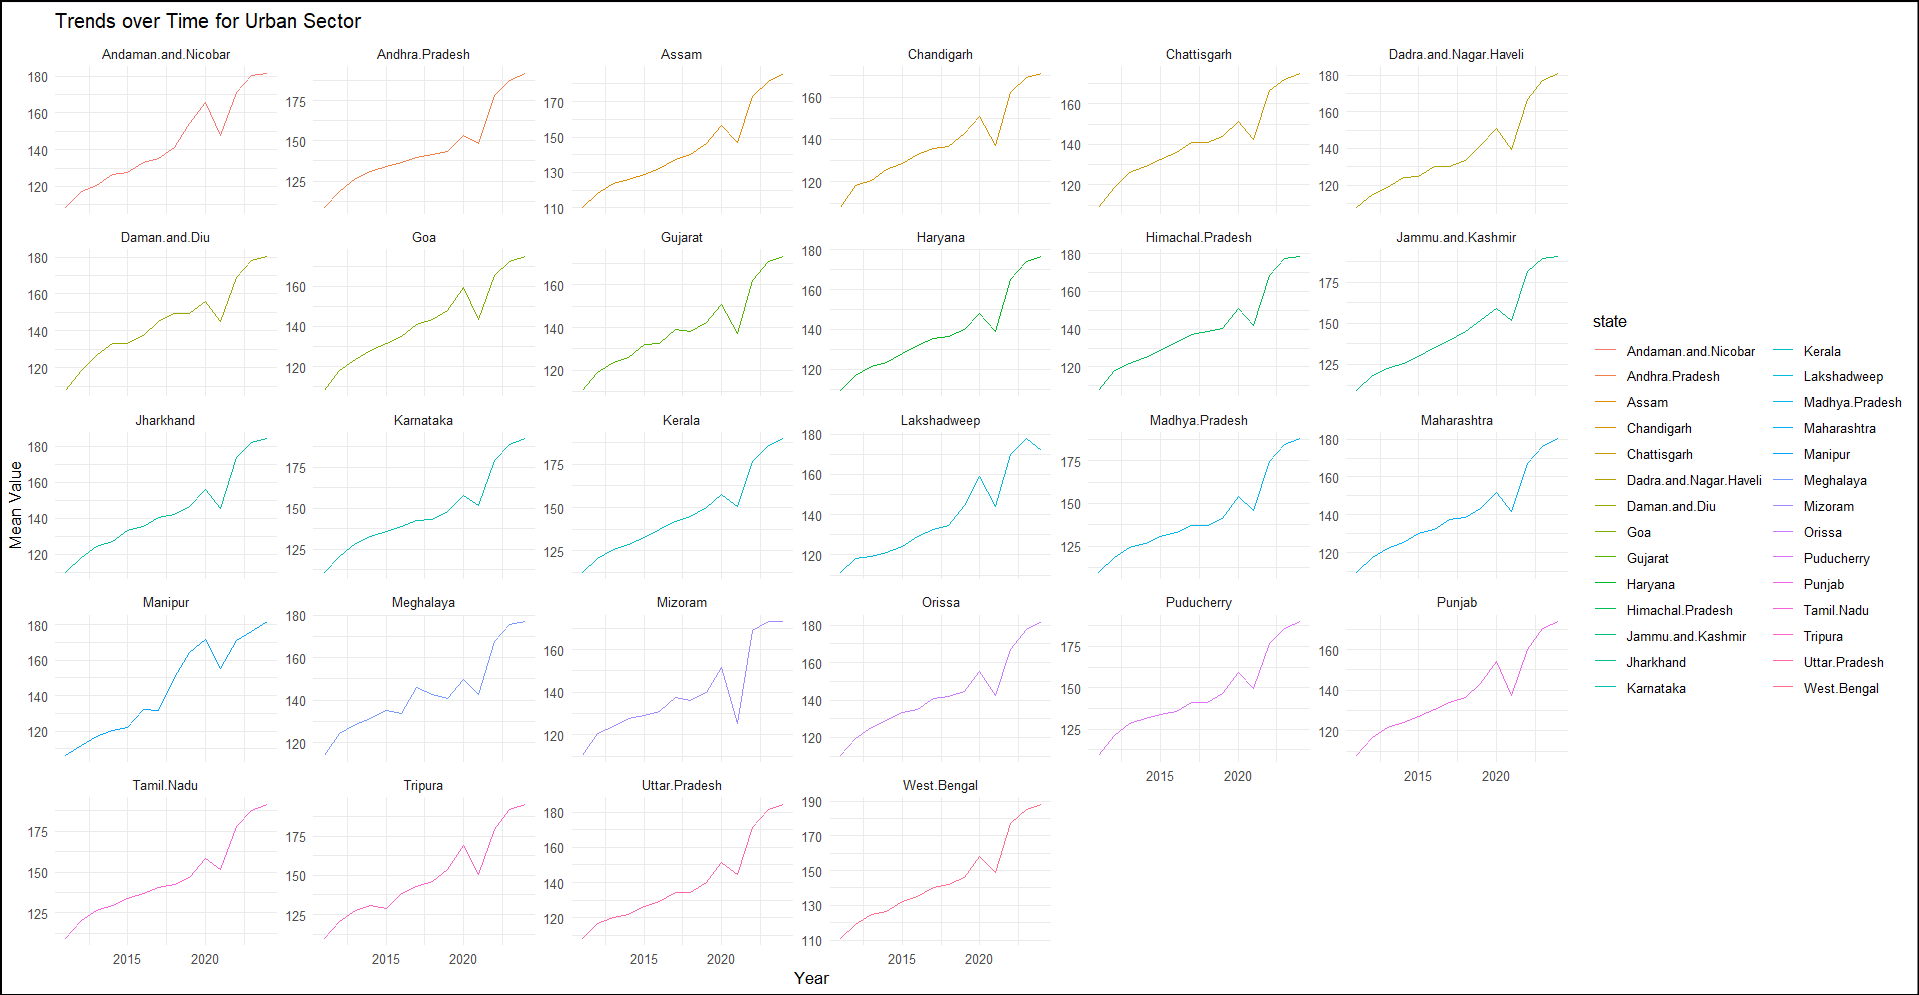 Trends over Time for Urban Sector
Andaman.and.Nicobar Andhra.Pradesh Assam Chandigarh Chattisgarh Dadra.and.Nagar.Haveli
180 160 140 120
175 150 125
170 150 130 110
160 140 120
160 140 120
180 160 140 120
Daman.and.Diu Goa Gujarat Haryana Himachal.Pradesh Jammu.and.Kashmir
180 160 140 120
160 140 120
160 140 120
180 160 140 120
180 160 140 120
175 150 125
Jharkhand Karnataka Kerala Lakshadweep Madhya.Pradesh Maharashtra
180 160 140 120
175 150 125
175 150 125
180 160 140 120
175 150 125
180 160 140 120
Manipur Meghalaya Mizoram Orissa Puducherry Punjab
180 160 140 120
180 160 140 120
160 140 120
180 160 140 120
175 150 125
160 140 120
2015 2020 2015 2020
Tamil.Nadu Tripura Uttar.Pradesh West.Bengal
175 150 125
175 150 125
180 160 140 120
190 170 150 130 110
2015 2020 2015 2020 2015 2020 2015 2020
Year
Mean Value
state
Andaman.and.Nicobar
Andhra.Pradesh
Assam
Chandigarh
Chattisgarh
Dadra.and.Nagar.Haveli
Daman.and.Diu
Goa
Gujarat
Haryana
Himachal.Pradesh
Jammu.and.Kashmir
Jharkhand
Karnataka
Kerala
Lakshadweep
Madhya.Pradesh
Maharashtra
Manipur
Meghalaya
Mizoram
Orissa
Puducherry
Punjab
Tamil.Nadu
Tripura
Uttar.Pradesh
West.Bengal